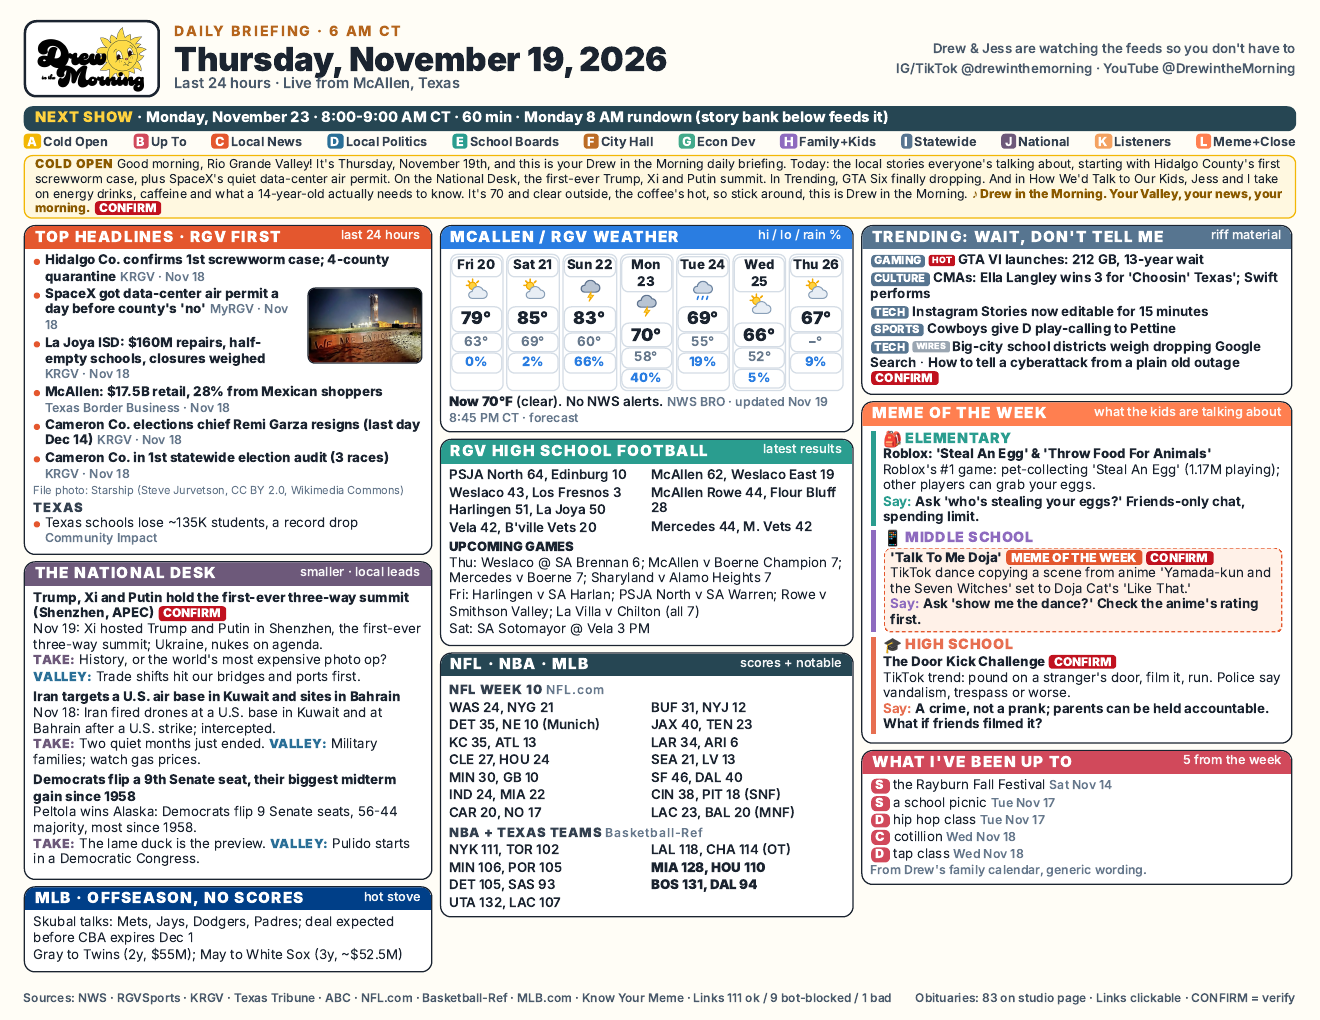 Drew
in the
Morning
DAILY BRIEFING · 6 AM CT
Thursday, November 19, 2026
Last 24 hours · Live from McAllen, Texas
Drew & Jess are watching the feeds so you don't have to
IG/TikTok @drewinthemorning · YouTube @DrewintheMorning
NEXT SHOW · Monday, November 23 · 8:00-9:00 AM CT · 60 min · Monday 8 AM rundown (story bank below feeds it)
A Cold Open B Up To C Local News D Local Politics E School Boards F City Hall G Econ Dev H Family+Kids I Statewide J National K Listeners L Meme+Close
COLD OPEN Good morning, Rio Grande Valley! It's Thursday, November 19th, and this is your Drew in the Morning daily briefing. Today: the local stories everyone's talking about, starting with Hidalgo County's first
screwworm case, plus SpaceX's quiet data-center air permit. On the National Desk, the first-ever Trump, Xi and Putin summit. In Trending, GTA Six finally dropping. And in How We'd Talk to Our Kids, Jess and I take
on energy drinks, caffeine and what a 14-year-old actually needs to know. It's 70 and clear outside, the coffee's hot, so stick around, this is Drew in the Morning. ♪ Drew in the Morning. Your Valley, your news, your
morning. CONFIRM
TOP HEADLINES · RGV FIRST last 24 hours
Hidalgo Co. confirms 1st screwworm case; 4-county
quarantine KRGV · Nov 18
SpaceX got data-center air permit a
day before county's 'no' MyRGV · Nov
18
La Joya ISD: $160M repairs, half-
empty schools, closures weighed
KRGV · Nov 18
McAllen: $17.5B retail, 28% from Mexican shoppers
Texas Border Business · Nov 18
Cameron Co. elections chief Remi Garza resigns (last day
Dec 14) KRGV · Nov 18
Cameron Co. in 1st statewide election audit (3 races)
KRGV · Nov 18
File photo: Starship (Steve Jurvetson, CC BY 2.0, Wikimedia Commons)
TEXAS
Texas schools lose ~135K students, a record drop
Community Impact
THE NATIONAL DESK smaller · local leads
Trump, Xi and Putin hold the first-ever three-way summit
(Shenzhen, APEC) CONFIRM
Nov 19: Xi hosted Trump and Putin in Shenzhen, the first-ever
three-way summit; Ukraine, nukes on agenda.
TAKE: History, or the world's most expensive photo op?
VALLEY: Trade shifts hit our bridges and ports first.
Iran targets a U.S. air base in Kuwait and sites in Bahrain
Nov 18: Iran fired drones at a U.S. base in Kuwait and at
Bahrain after a U.S. strike; intercepted.
TAKE: Two quiet months just ended. VALLEY: Military
families; watch gas prices.
Democrats flip a 9th Senate seat, their biggest midterm
gain since 1958
Peltola wins Alaska: Democrats flip 9 Senate seats, 56-44
majority, most since 1958.
TAKE: The lame duck is the preview. VALLEY: Pulido starts
in a Democratic Congress.
MLB · OFFSEASON, NO SCORES hot stove
Skubal talks: Mets, Jays, Dodgers, Padres; deal expected
before CBA expires Dec 1
Gray to Twins (2y, $55M); May to White Sox (3y, ~$52.5M)
MCALLEN / RGV WEATHER hi / lo / rain %
Fri 20 Sat 21 Sun 22 Mon 23 Tue 24 Wed 25 Thu 26
79° 85° 83° 70° 69° 66° 67°
63° 69° 60° 58° 55° 52° –°
0% 2% 66% 40% 19% 5% 9%
Now 70°F (clear). No NWS alerts. NWS BRO · updated Nov 19
8:45 PM CT · forecast
RGV HIGH SCHOOL FOOTBALL latest results
PSJA North 64, Edinburg 10
Weslaco 43, Los Fresnos 3
Harlingen 51, La Joya 50
Vela 42, B'ville Vets 20
McAllen 62, Weslaco East 19
McAllen Rowe 44, Flour Bluff
28
Mercedes 44, M. Vets 42
UPCOMING GAMES
Thu: Weslaco @ SA Brennan 6; McAllen v Boerne Champion 7;
Mercedes v Boerne 7; Sharyland v Alamo Heights 7
Fri: Harlingen v SA Harlan; PSJA North v SA Warren; Rowe v
Smithson Valley; La Villa v Chilton (all 7)
Sat: SA Sotomayor @ Vela 3 PM
NFL · NBA · MLB scores + notable
NFL WEEK 10 NFL.com
WAS 24, NYG 21
DET 35, NE 10 (Munich)
KC 35, ATL 13
CLE 27, HOU 24
MIN 30, GB 10
IND 24, MIA 22
CAR 20, NO 17
BUF 31, NYJ 12
JAX 40, TEN 23
LAR 34, ARI 6
SEA 21, LV 13
SF 46, DAL 40
CIN 38, PIT 18 (SNF)
LAC 23, BAL 20 (MNF)
NBA + TEXAS TEAMS Basketball-Ref
NYK 111, TOR 102
MIN 106, POR 105
DET 105, SAS 93
UTA 132, LAC 107
LAL 118, CHA 114 (OT)
MIA 128, HOU 110
BOS 131, DAL 94
TRENDING: WAIT, DON'T TELL ME riff material
GAMING HOT GTA VI launches: 212 GB, 13-year wait
CULTURE CMAs: Ella Langley wins 3 for 'Choosin' Texas'; Swift
performs
TECH Instagram Stories now editable for 15 minutes
SPORTS Cowboys give D play-calling to Pettine
TECH WIRES Big-city school districts weigh dropping Google
Search · How to tell a cyberattack from a plain old outage
CONFIRM
MEME OF THE WEEK what the kids are talking about
ELEMENTARY
Roblox: 'Steal An Egg' & 'Throw Food For Animals'
Roblox's #1 game: pet-collecting 'Steal An Egg' (1.17M playing);
other players can grab your eggs.
Say: Ask 'who's stealing your eggs?' Friends-only chat,
spending limit.
MIDDLE SCHOOL
'Talk To Me Doja' MEME OF THE WEEK CONFIRM
TikTok dance copying a scene from anime 'Yamada-kun and
the Seven Witches' set to Doja Cat's 'Like That.'
Say: Ask 'show me the dance?' Check the anime's rating
first.
HIGH SCHOOL
The Door Kick Challenge CONFIRM
TikTok trend: pound on a stranger's door, film it, run. Police say
vandalism, trespass or worse.
Say: A crime, not a prank; parents can be held accountable.
What if friends filmed it?
WHAT I'VE BEEN UP TO 5 from the week
S the Rayburn Fall Festival Sat Nov 14
S a school picnic Tue Nov 17
D hip hop class Tue Nov 17
C cotillion Wed Nov 18
D tap class Wed Nov 18
From Drew's family calendar, generic wording.
Sources: NWS · RGVSports · KRGV · Texas Tribune · ABC · NFL.com · Basketball-Ref · MLB.com · Know Your Meme · Links 111 ok / 9 bot-blocked / 1 bad
Obituaries: 83 on studio page · Links clickable · CONFIRM = verify